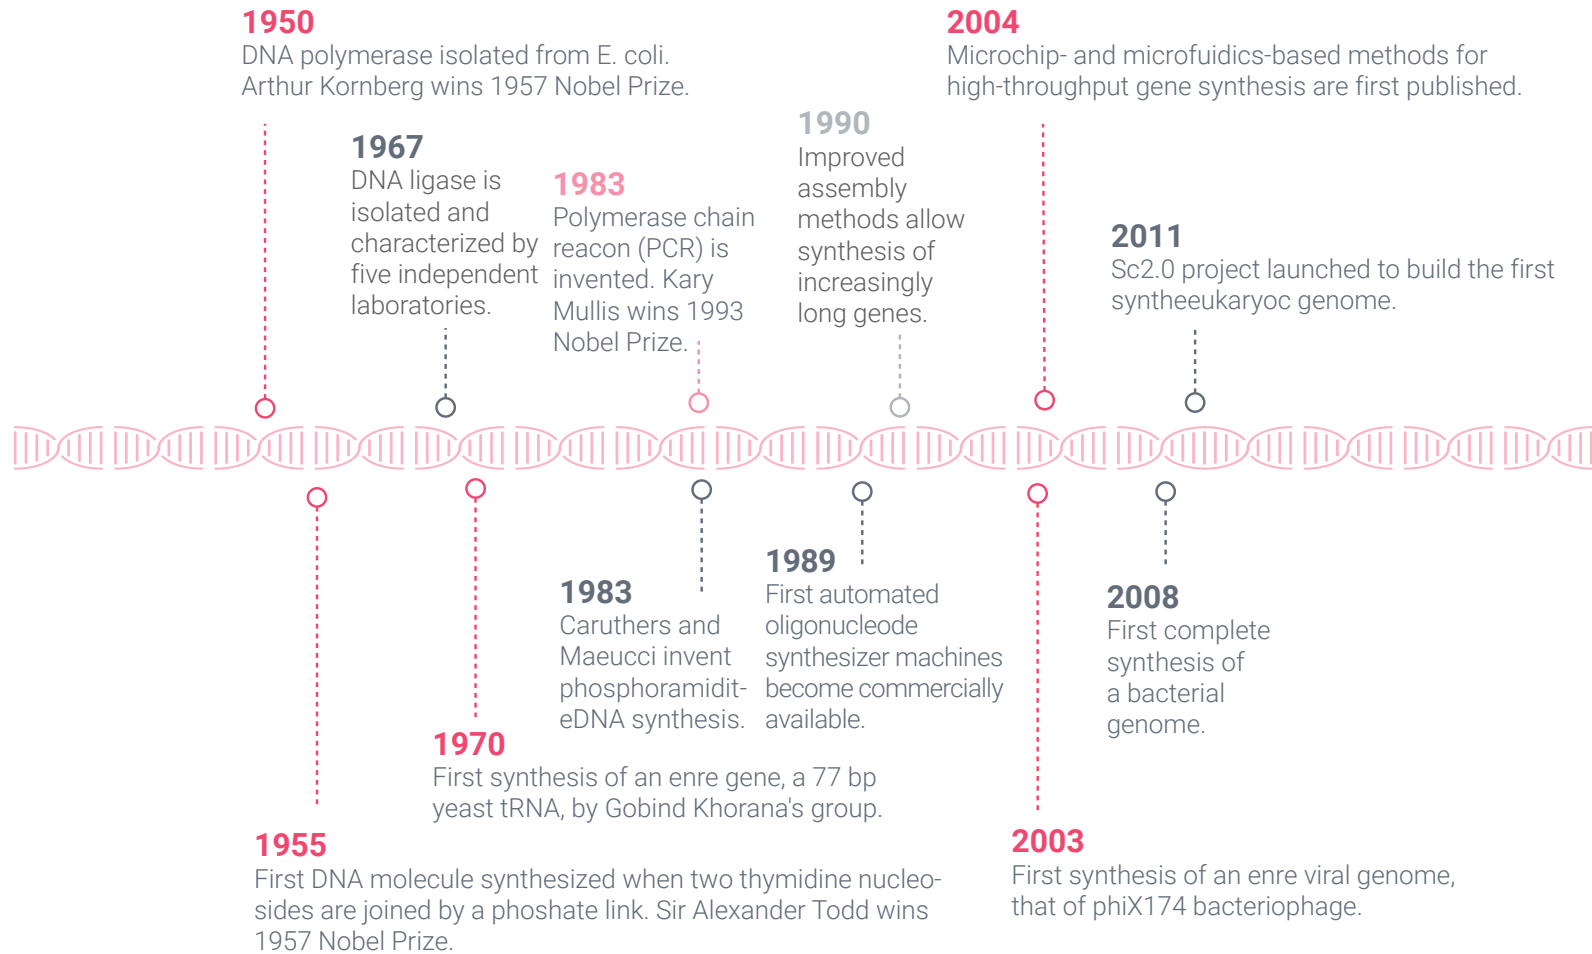 1950
DNA polymerase isolated from E. coli.
Arthur Kornberg wins 1957 Nobel Prize.
1967
DNA ligase is
isolated and
characterized by
five independent
laboratories.
1983
Polymerase chain
reacon (PCR) is
invented. Kary
Mullis wins 1993
Nobel Prize.
1990
Improved
assembly
methods allow
synthesis of
increasingly
long genes.
2004
Microchip- and microfuidics-based methods for
high-throughput gene synthesis are first published.
2011
Sc2.0 project launched to build the first
syntheeukaryoc genome.
1955
First DNA molecule synthesized when two thymidine nucleo-
sides are joined by a phoshate link. Sir Alexander Todd wins
1957 Nobel Prize.
1970
First synthesis of an enre gene, a 77 bp
yeast tRNA, by Gobind Khorana's group.
1983
Caruthers and
Maeucci invent
phosphoramidit-
eDNA synthesis.
1989
First automated
oligonucleode
synthesizer machines
become commercially
available.
2003
First synthesis of an enre viral genome,
that of phiX174 bacteriophage.
2008
First complete
synthesis of
a bacterial
genome.